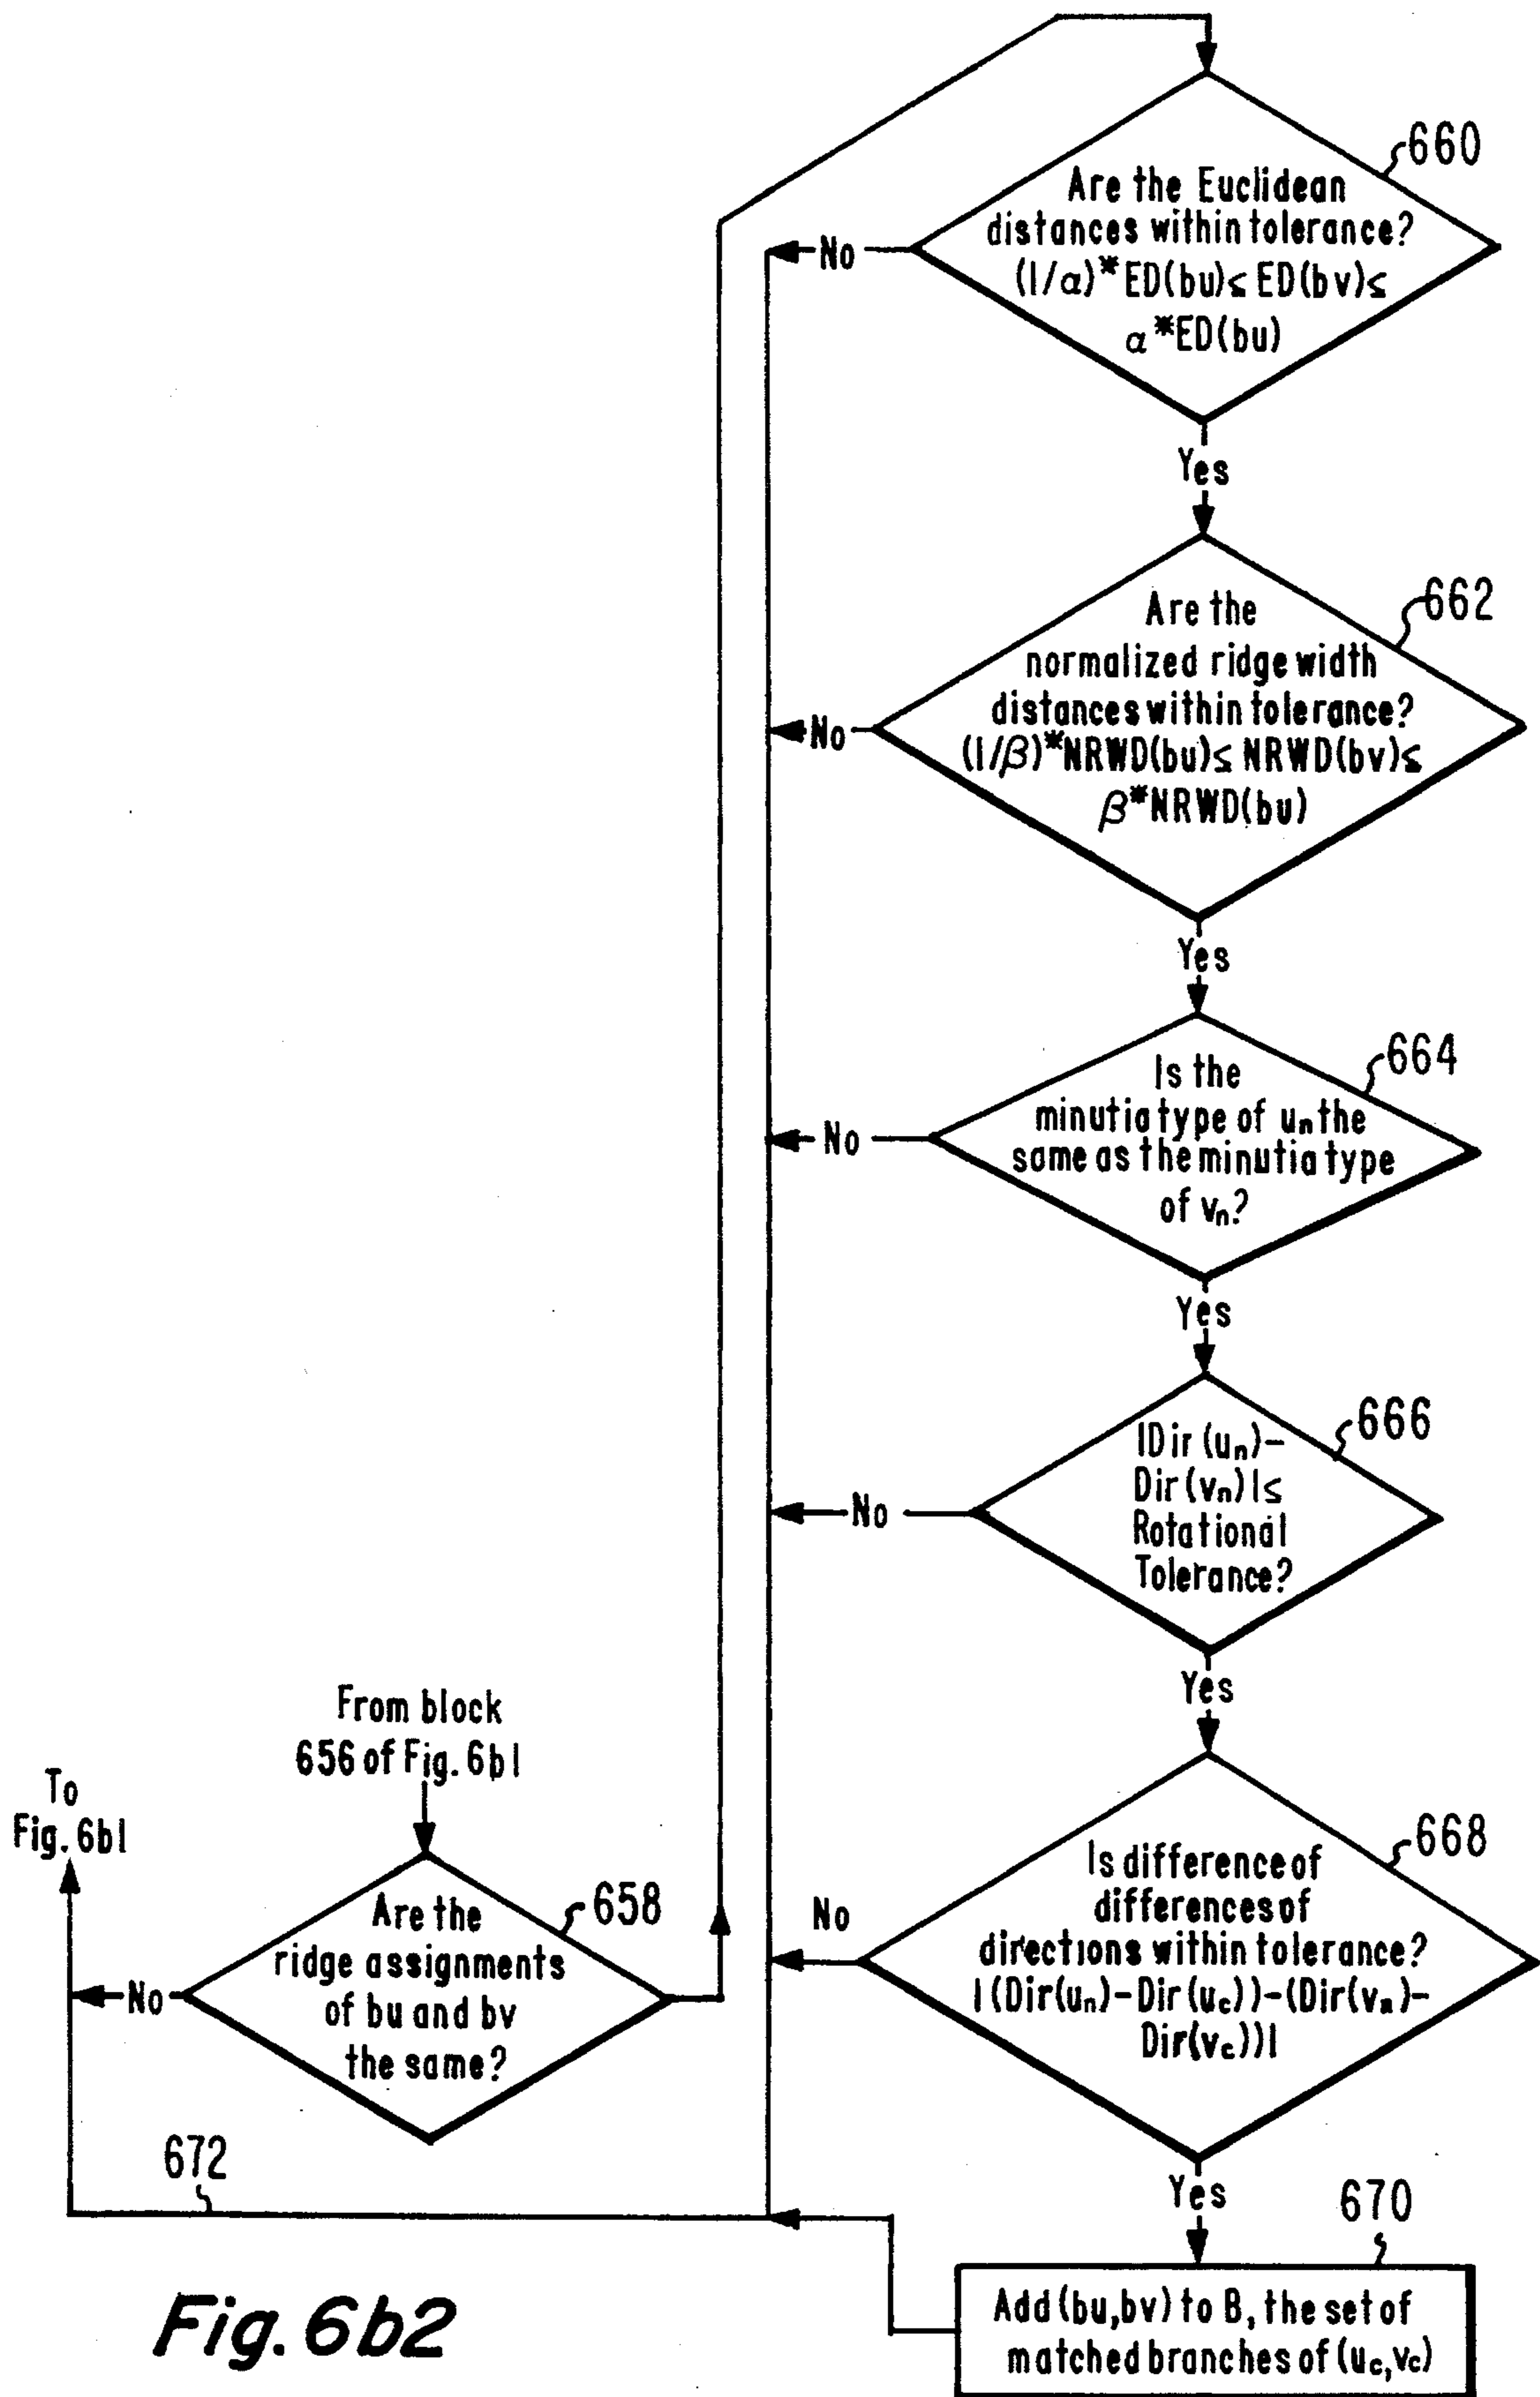 660
Are the Euclidean
distances within tolerance?
(1/α)*ED(bu)≤ ED(bv)≤
α*ED(bu)
No
Yes
662
Are the
normalized ridge width
distances within tolerance?
(1/β)*NRWD(bu)≤ NRWD(bv)≤
β*NRWD(bu)
No
Yes
664
Is the
minutia type of uₙ the
same as the minutia type
of vₙ?
No
Yes
666
|Dir(uₙ)-
Dir(vₙ)|≤
Rotational
Tolerance?
No
Yes
From block
656 of Fig. 6b1
To
Fig. 6b1
658
Are the
ridge assignments
of bu and bv
the same?
No
668
Is difference of
differences of
directions within tolerance?
|(Dir(uₙ)-Dir(u_c))-(Dir(vₙ)-
Dir(v_c))|
No
Yes
672
670
Add (bu,bv) to B, the set of
matched branches of (u_c,v_c)
Fig. 6b2